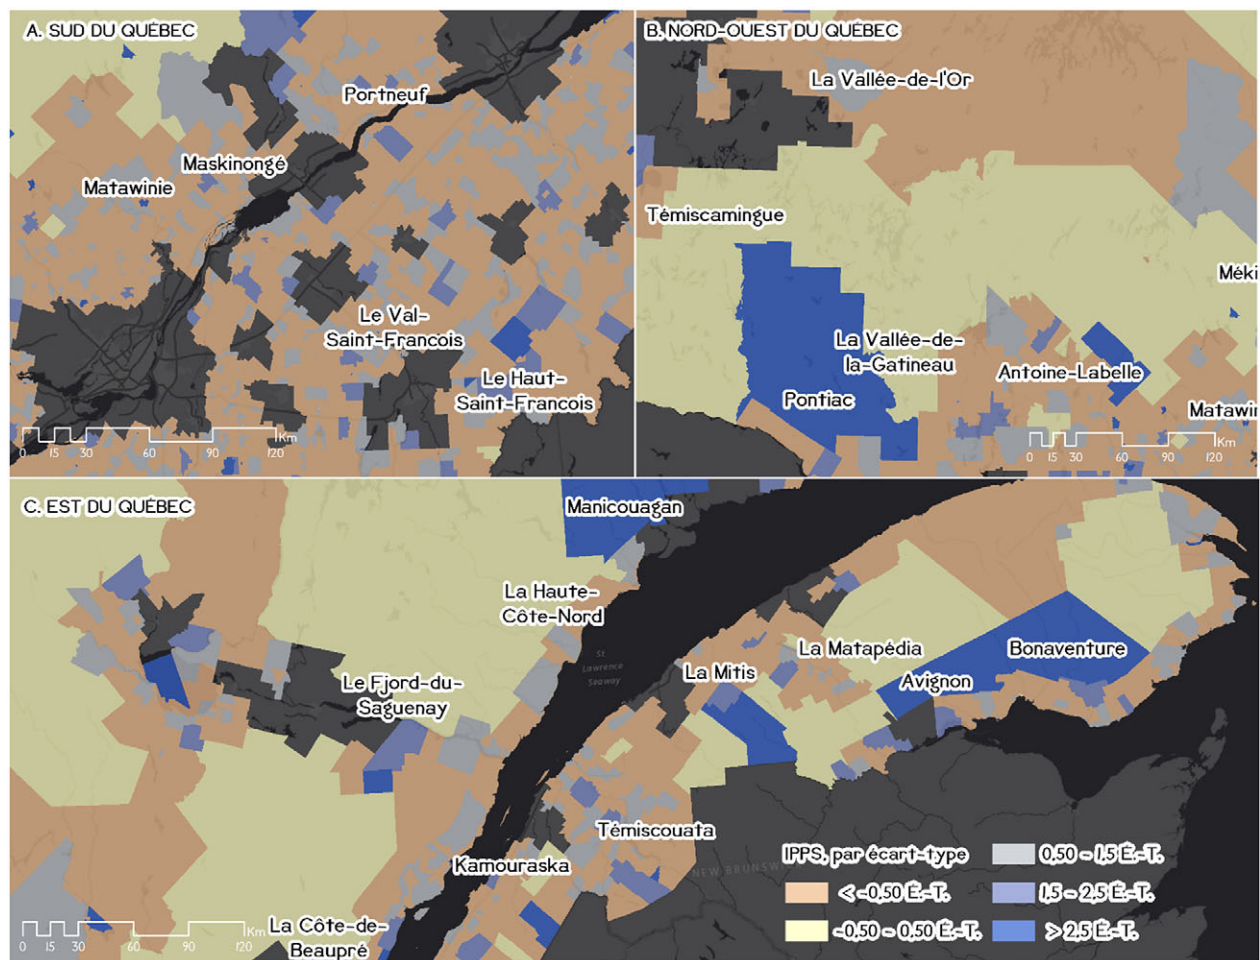 A. SUD DU QUÉBEC
Portneuf
Maskinongé
Matawinie
Le Val-
Saint-Francois
Le Haut-
Saint-Francois
Km
0 15 30 60 90 120
B. NORD-OUEST DU QUÉBEC
La Vallée-de-l'Or
Témiscamingue
Méki
La Vallée-de-
la-Gatineau
Antoine-Labelle
Pontiac
Matawin
Km
0 15 30 60 90 120
C. EST DU QUÉBEC
Manicouagan
La Haute-
Côte-Nord
St
Lawrence
Seaway
La Matapédia
Bonaventure
La Mitis
Avignon
Le Fjord-du-
Saguenay
Témiscouata
Kamouraska
NEW BRUNSW
La Côte-de-
Beaupré
Km
0 15 30 60 90 120
IPPS, par écart-type
< -0,50 É.-T.
-0,50 - 0,50 É.-T.
0,50 - 1,5 É.-T.
1,5 - 2,5 É.-T.
> 2,5 É.-T.